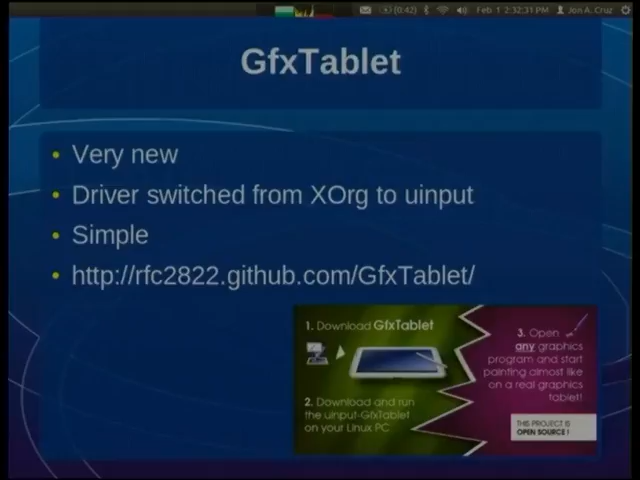 (0:42) Feb 1 2:32:31 PM Jon A. Cruz
GfxTablet
Very new
Driver switched from XOrg to uinput
Simple
http://rfc2822.github.com/GfxTablet/
1. Download GfxTablet
2. Download and run
the uinput-GfxTablet
on your Linux PC
3. Open
any graphics
program and start
painting almost like
on a real graphics
tablet!
THIS PROJECT IS
OPEN SOURCE!